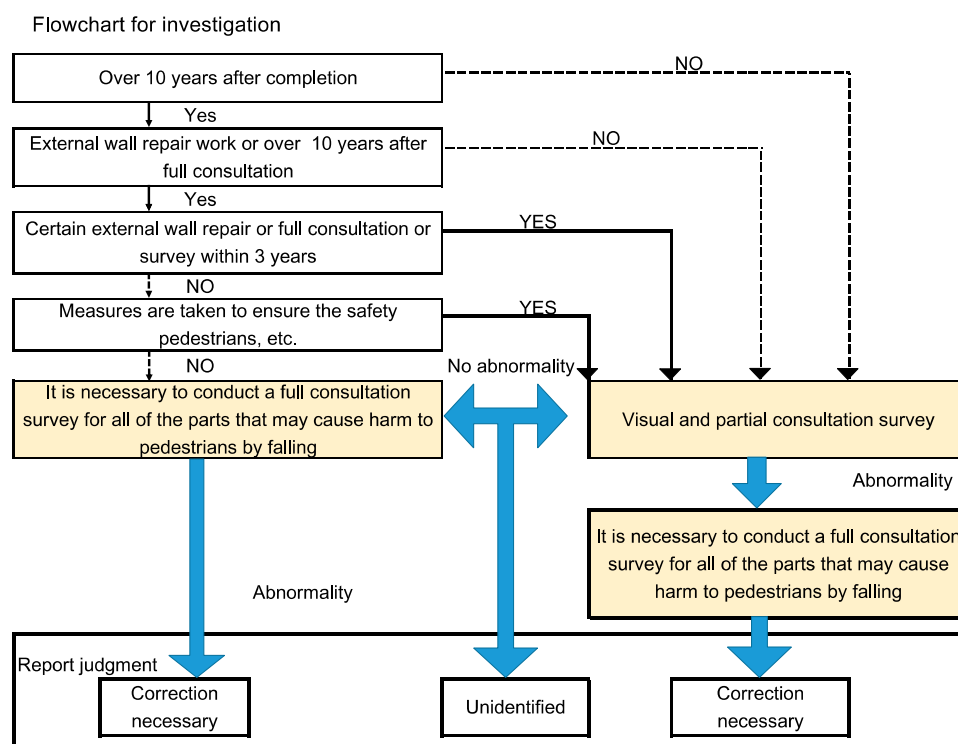 Flowchart for investigation
Over 10 years after completion
NO
Yes
External wall repair work or over 10 years after
full consultation
NO
Yes
Certain external wall repair or full consultation or
survey within 3 years
YES
NO
Measures are taken to ensure the safety
pedestrians, etc.
YES
NO
No abnormality
It is necessary to conduct a full consultation
survey for all of the parts that may cause harm to
pedestrians by falling
Visual and partial consultation survey
Abnormality
It is necessary to conduct a full consultation
survey for all of the parts that may cause
harm to pedestrians by falling
Abnormality
Report judgment
Correction
necessary
Unidentified
Correction
necessary